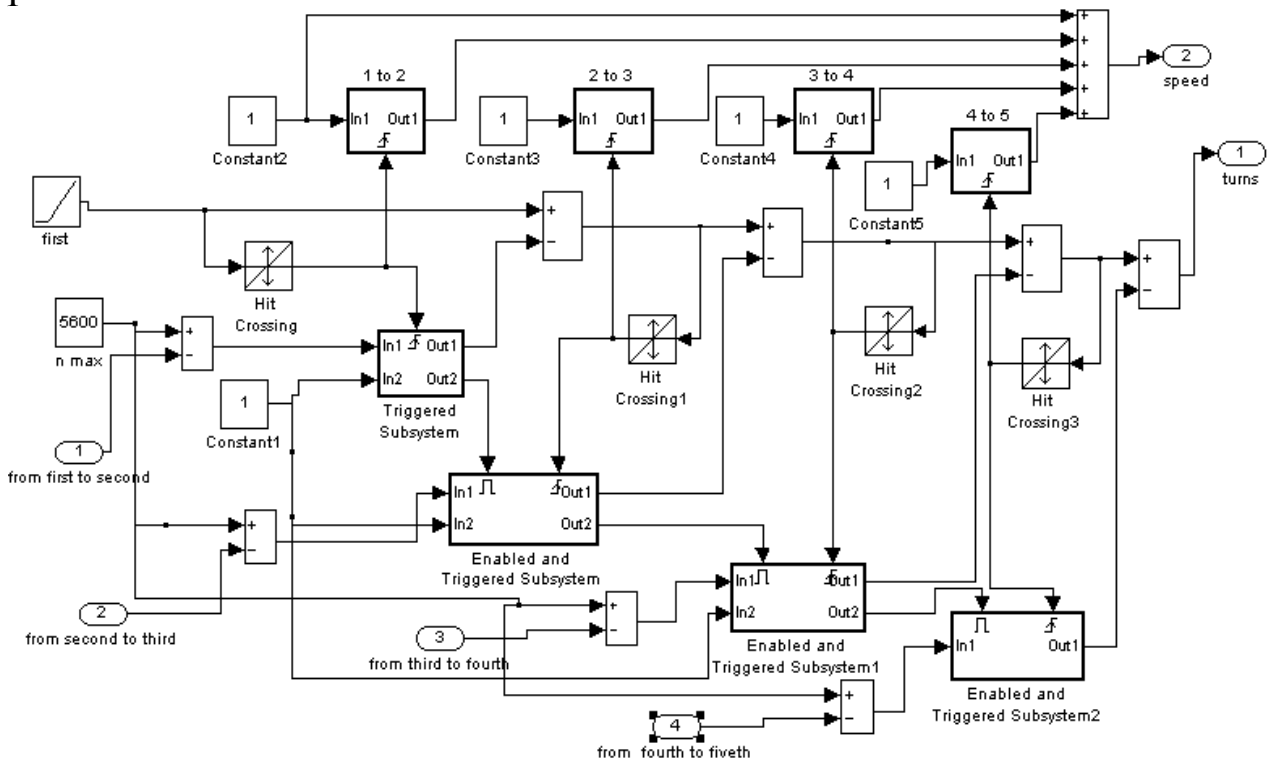 +
+
+
+
+
2
speed
1 to 2
2 to 3
3 to 4
4 to 5
1
In1 Out1
Constant2
1
In1 Out1
Constant3
1
In1 Out1
Constant4
1
In1 Out1
Constant5
1
turns
first
+
−
+
−
+
−
+
−
Hit
Crossing
5600
n max
+
−
In1 Out1
In2 Out2
Triggered
Subsystem
1
Constant1
Hit
Crossing1
Hit
Crossing2
Hit
Crossing3
1
from first to second
+
−
In1 Out1
In2 Out2
Enabled and
Triggered Subsystem
2
from second to third
+
−
3
from third to fourth
In1 Out1
In2 Out2
Enabled and
Triggered Subsystem1
In1 Out1
Enabled and
Triggered Subsystem2
+
−
4
from fourth to fiveth